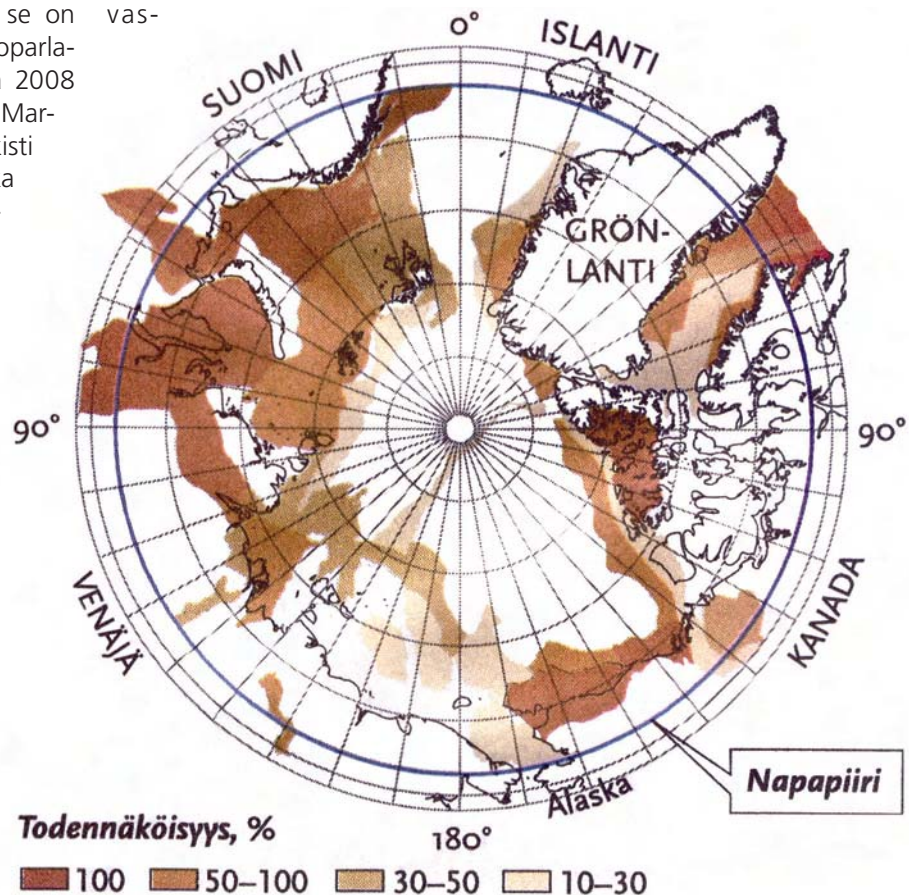 se on vas-
oparla-
2008
Mar-
kisti
0°
ISLANTI
SUOMI
GRÖN-
LANTI
90°
90°
VENÄJÄ
KANADA
Alaska
Napapiiri
180°
Todennäköisyys, %
100 50–100 30–50 10–30